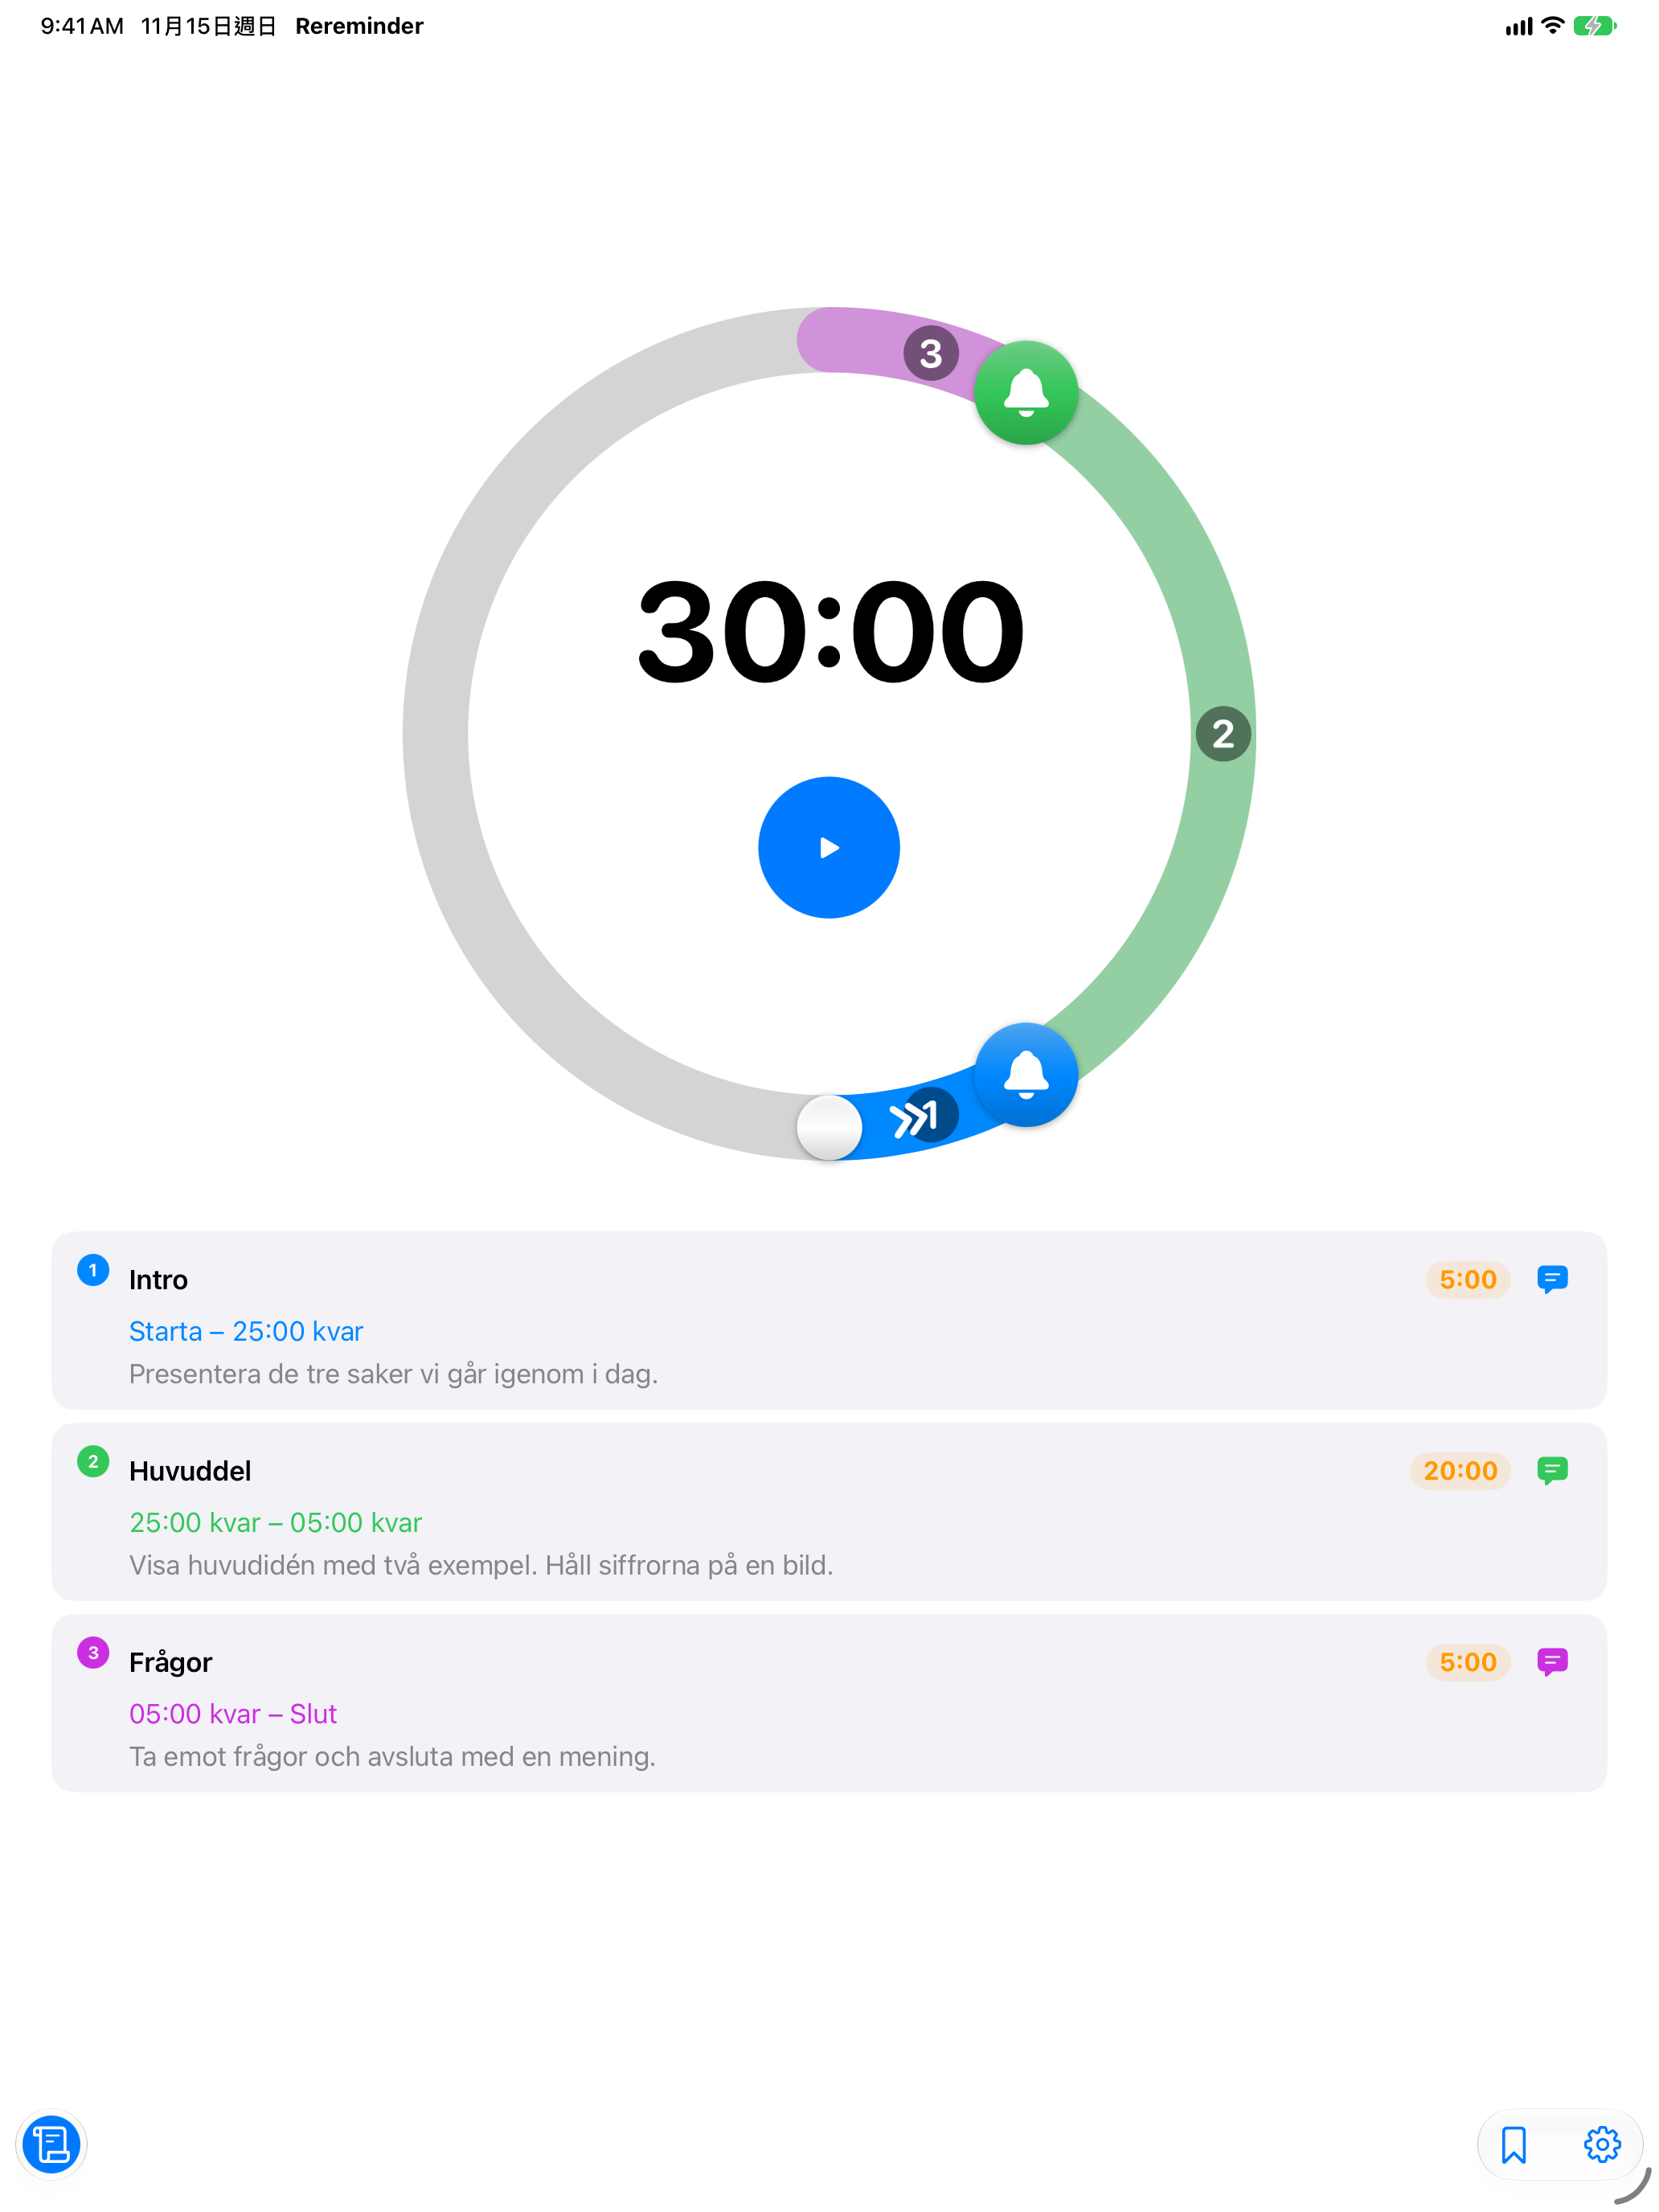 9:41 AM 11月15日週日 Rereminder
3
30:00
2
1
1 Intro 5:00
Starta – 25:00 kvar
Presentera de tre saker vi går igenom i dag.
2 Huvuddel 20:00
25:00 kvar – 05:00 kvar
Visa huvudidén med två exempel. Håll siffrorna på en bild.
3 Frågor 5:00
05:00 kvar – Slut
Ta emot frågor och avsluta med en mening.